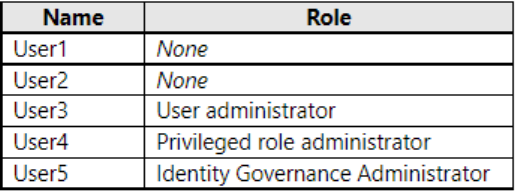 Name Role
User1 None
User2 None
User3 User administrator
User4 Privileged role administrator
User5 Identity Governance Administrator